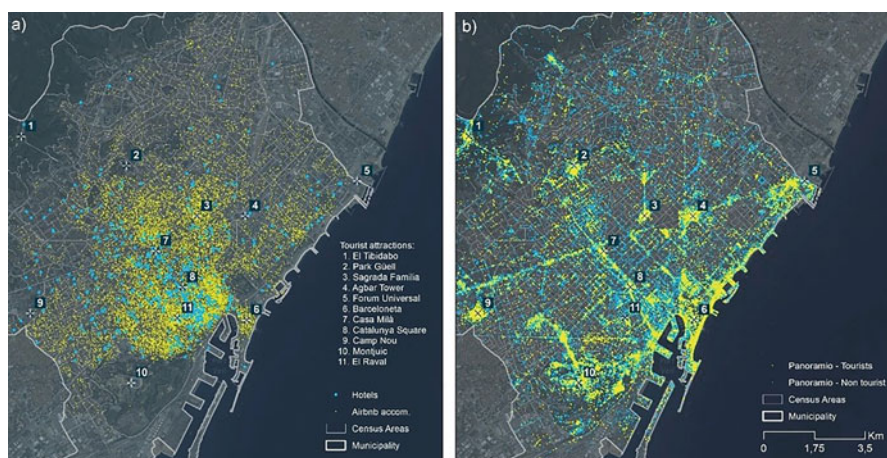 a)
1
2
3
4
5
6
7
8
9
10
11
Tourist attractions:
1. El Tibidabo
2. Park Güell
3. Sagrada Familia
4. Agbar Tower
5. Forum Universal
6. Barceloneta
7. Casa Milà
8. Catalunya Square
9. Camp Nou
10. Montjuic
11. El Raval
Hotels
Airbnb accom.
Census Areas
Municipality
b)
1
2
3
4
5
6
7
8
9
10
11
Panoramio - Tourists
Panoramio - Non tourist
Census Areas
Municipality
Km
0 1,75 3,5